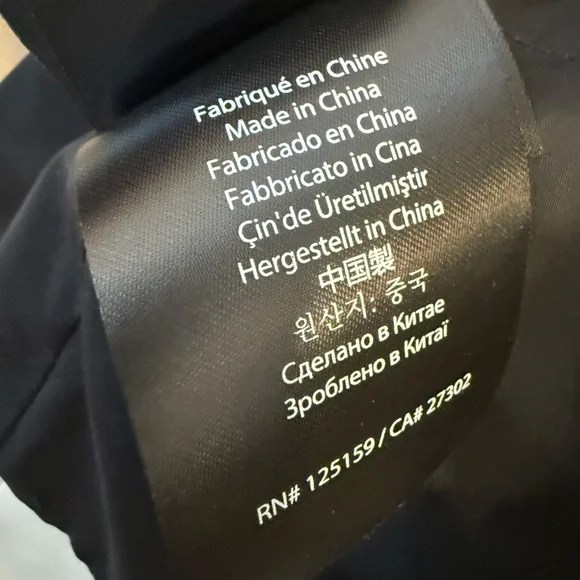 Fabriqué en Chine
Made in China
Fabricado en China
Fabbricato in Cina
Çin'de Üretilmiştir
Hergestellt in China
中国製
원산지: 중국
Сделано в Китае
Зроблено в Китаї
RN# 125159 / CA# 27302